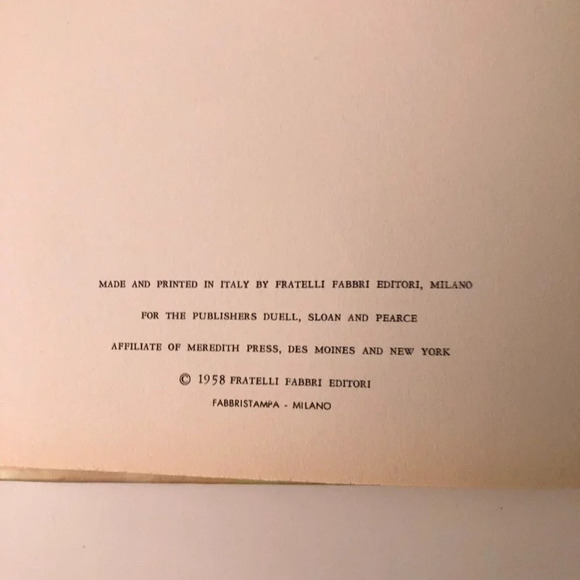 MADE AND PRINTED IN ITALY BY FRATELLI FABBRI EDITORI, MILANO
FOR THE PUBLISHERS DUELL, SLOAN AND PEARCE
AFFILIATE OF MEREDITH PRESS, DES MOINES AND NEW YORK
© 1958 FRATELLI FABBRI EDITORI
FABBRISTAMPA - MILANO